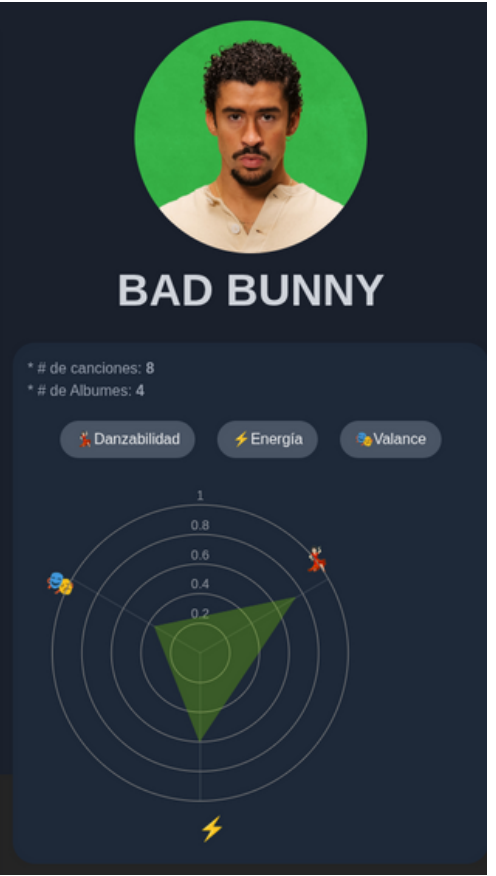 BAD BUNNY
* # de canciones: 8
* # de Albumes: 4
Danzabilidad
Energía
Valance
1
0.8
0.6
0.4
0.2